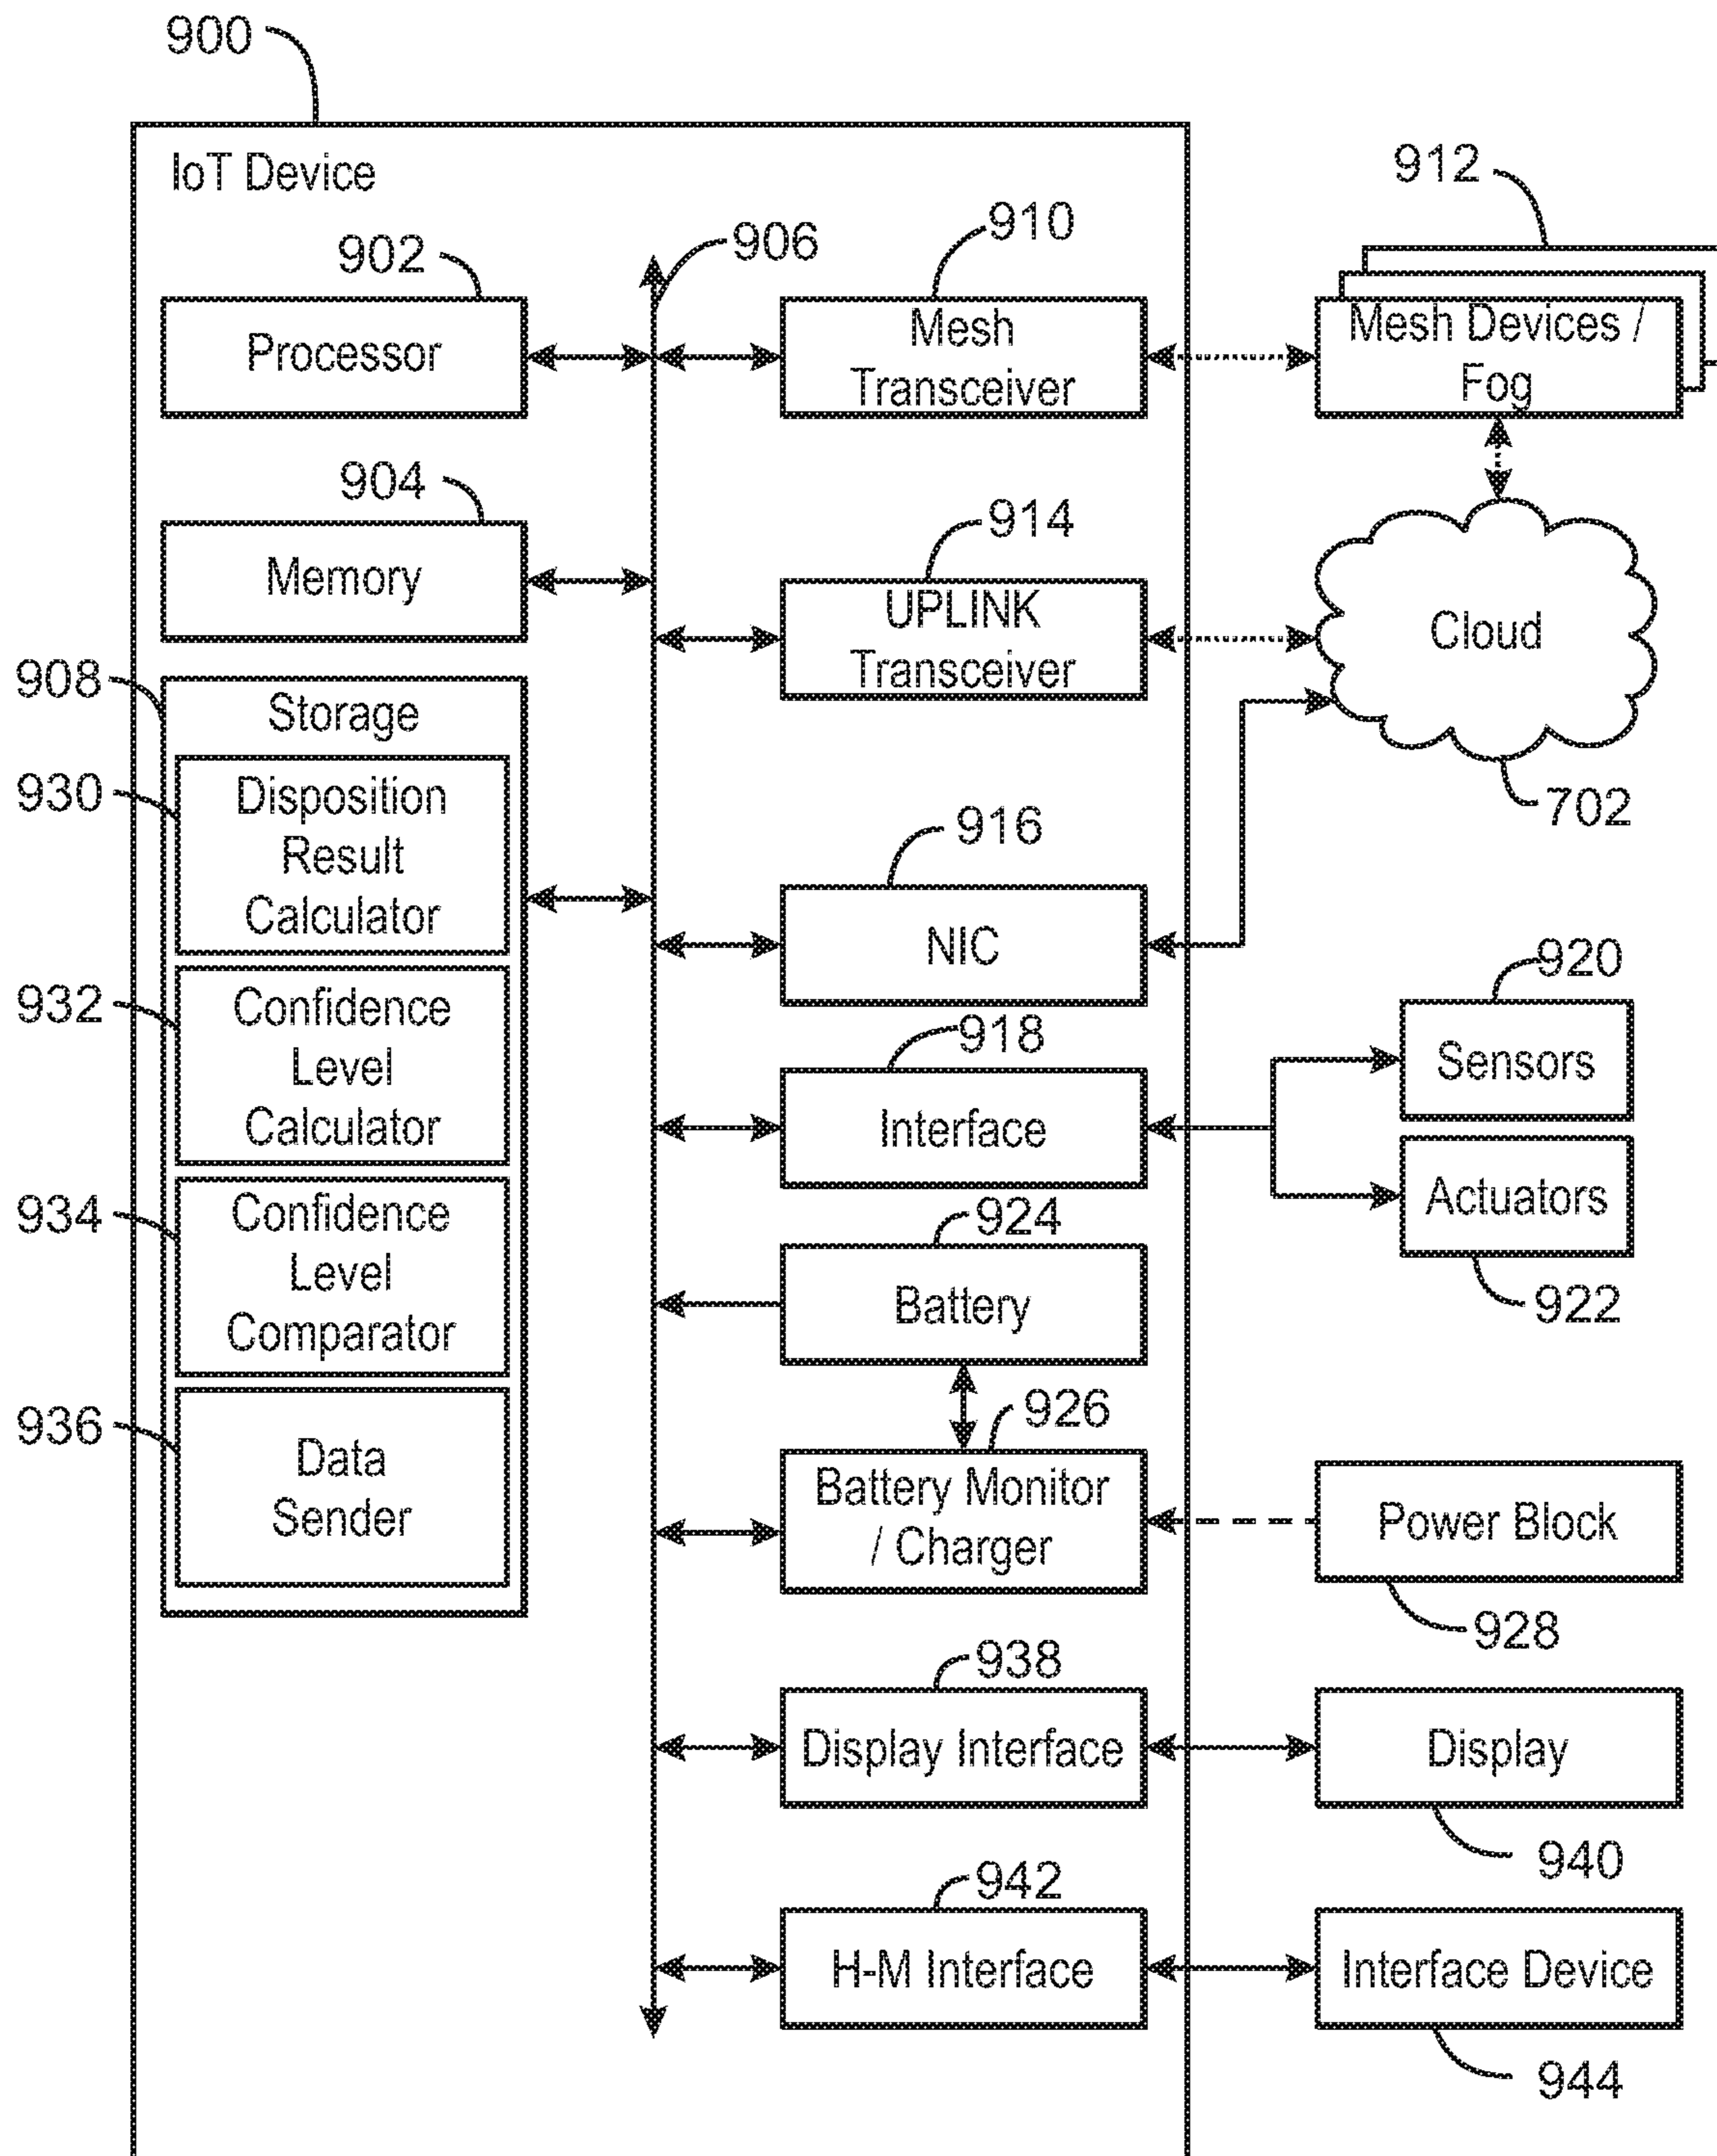 900
IoT Device
912
910
906
902
Processor
Mesh
Transceiver
Mesh Devices /
Fog
904
Memory
914
UPLINK
Transceiver
Cloud
702
908
Storage
930
Disposition
Result
Calculator
916
NIC
920
Sensors
932
Confidence
Level
Calculator
918
Interface
Actuators
922
934
Confidence
Level
Comparator
924
Battery
936
Data
Sender
926
Battery Monitor
/ Charger
Power Block
928
938
Display Interface
Display
940
942
H-M Interface
Interface Device
944